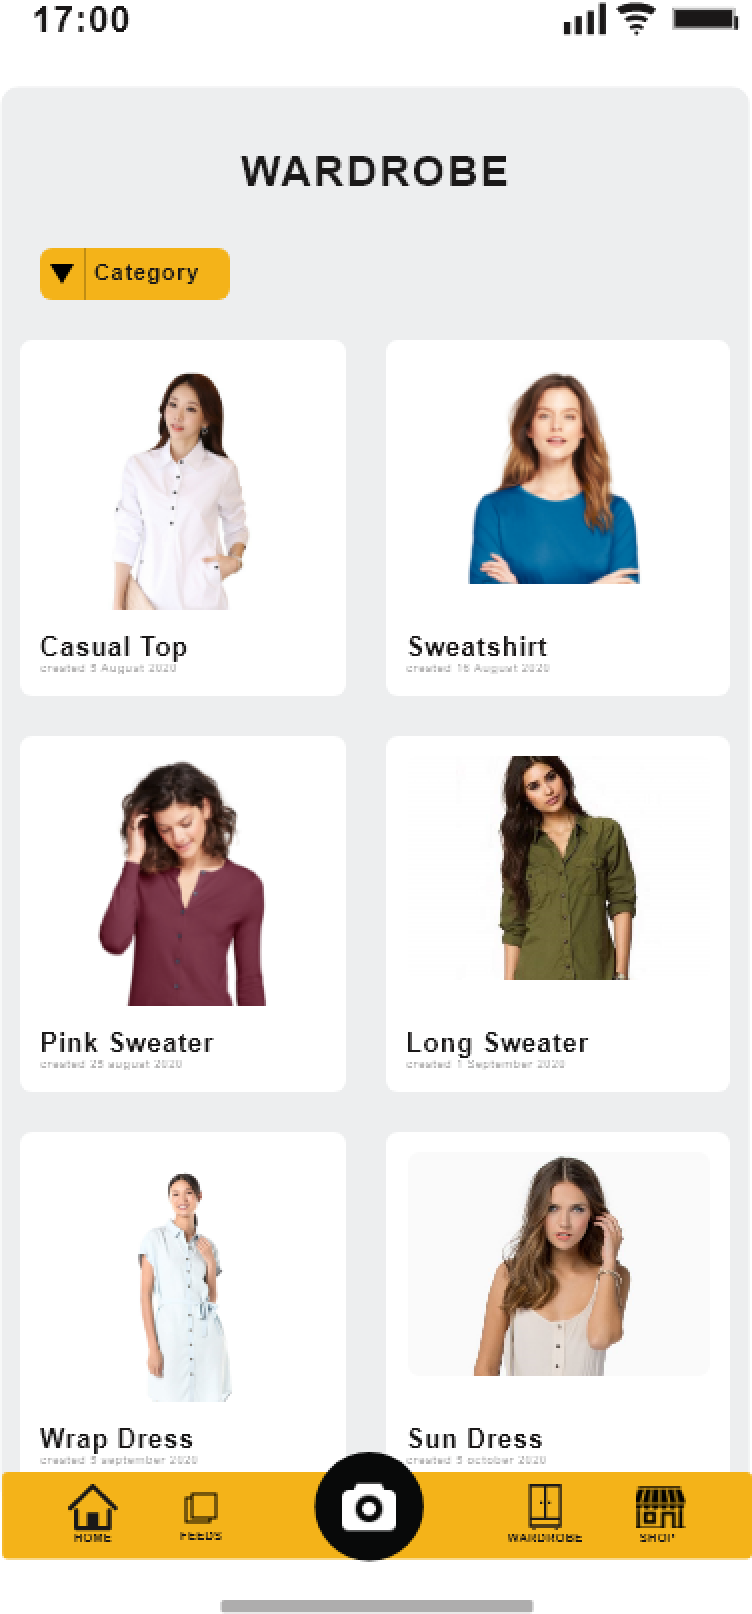 17:00
WARDROBE
Category
Casual Top
created 5 August 2020
Sweatshirt
created 16 August 2020
Pink Sweater
created 25 august 2020
Long Sweater
created 1 September 2020
Wrap Dress
created 5 september 2020
Sun Dress
created 5 october 2020
HOME
FEEDS
WARDROBE
SHOP